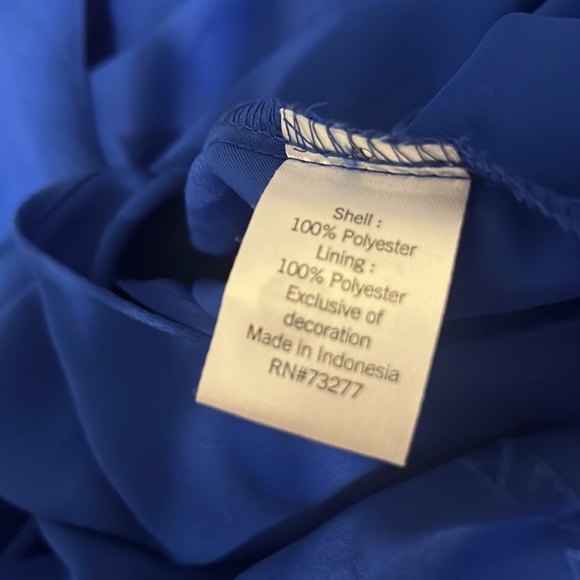 Shell :
100% Polyester
Lining :
100% Polyester
Exclusive of
decoration
Made in Indonesia
RN#73277